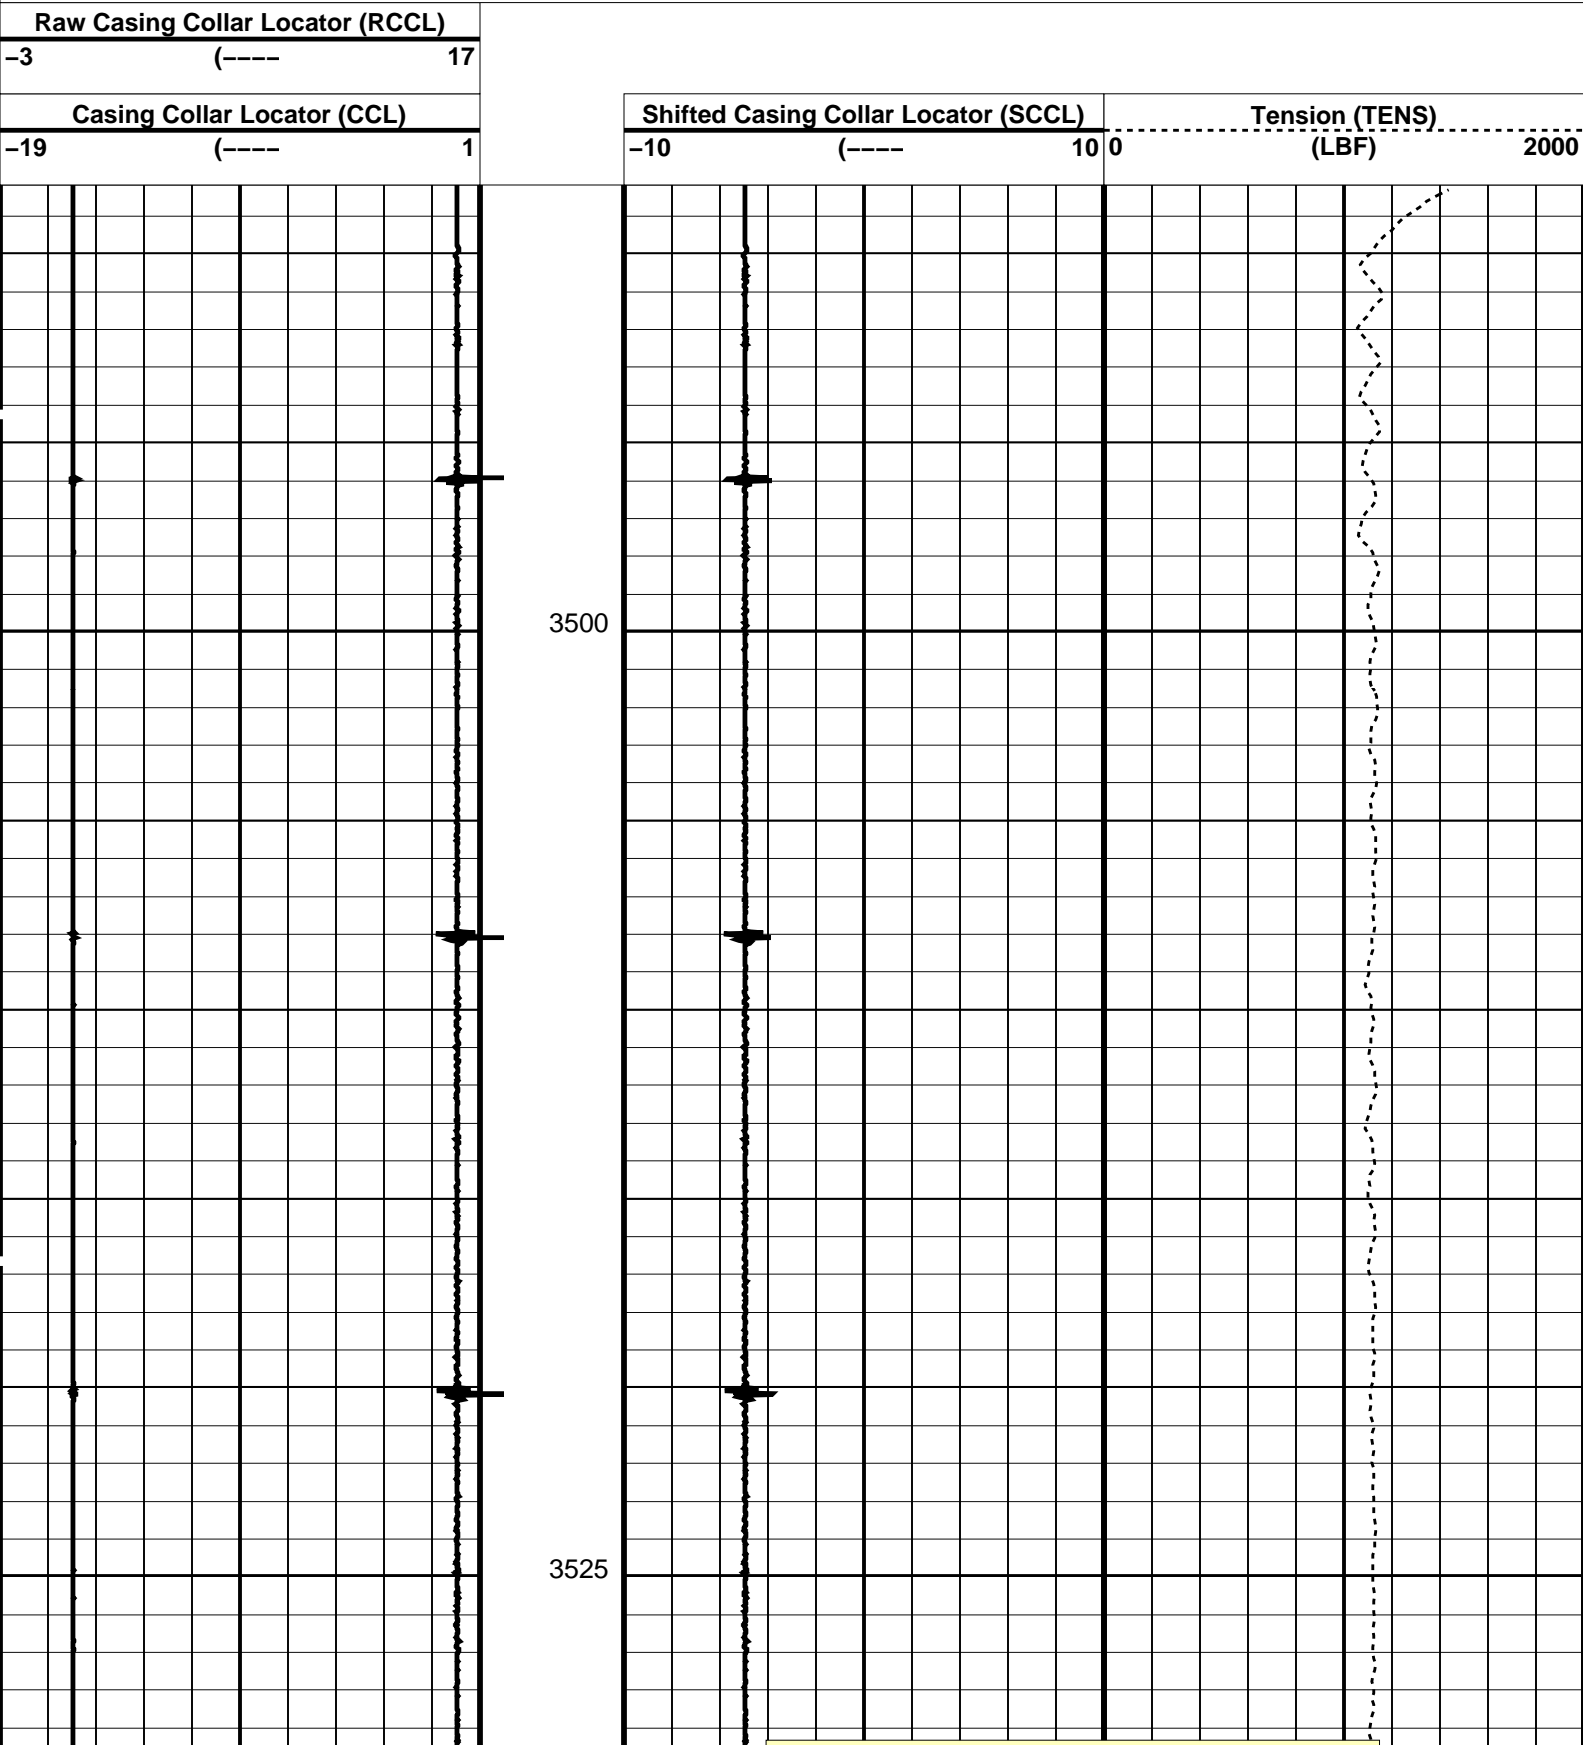 Raw Casing Collar Locator (RCCL)
–3 (–––– 17
Casing Collar Locator (CCL)
–19 (–––– 1
Shifted Casing Collar Locator (SCCL)
–10 (–––– 10
Tension (TENS)
0 (LBF) 2000
3500
3525